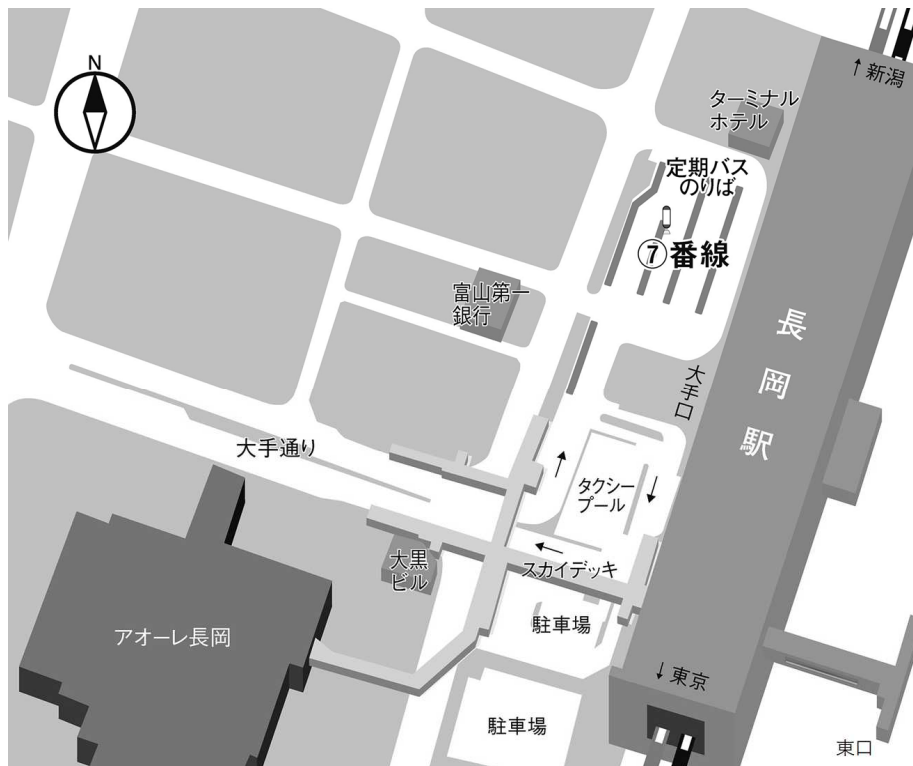 N
↑新潟
ターミナル
ホテル
定期バス
のりば
⑦番線
富山第一
銀行
長岡駅
大手口
大手通り
タクシー
プール
大黒
ビル
スカイデッキ
アオーレ長岡
駐車場
↓東京
駐車場
東口